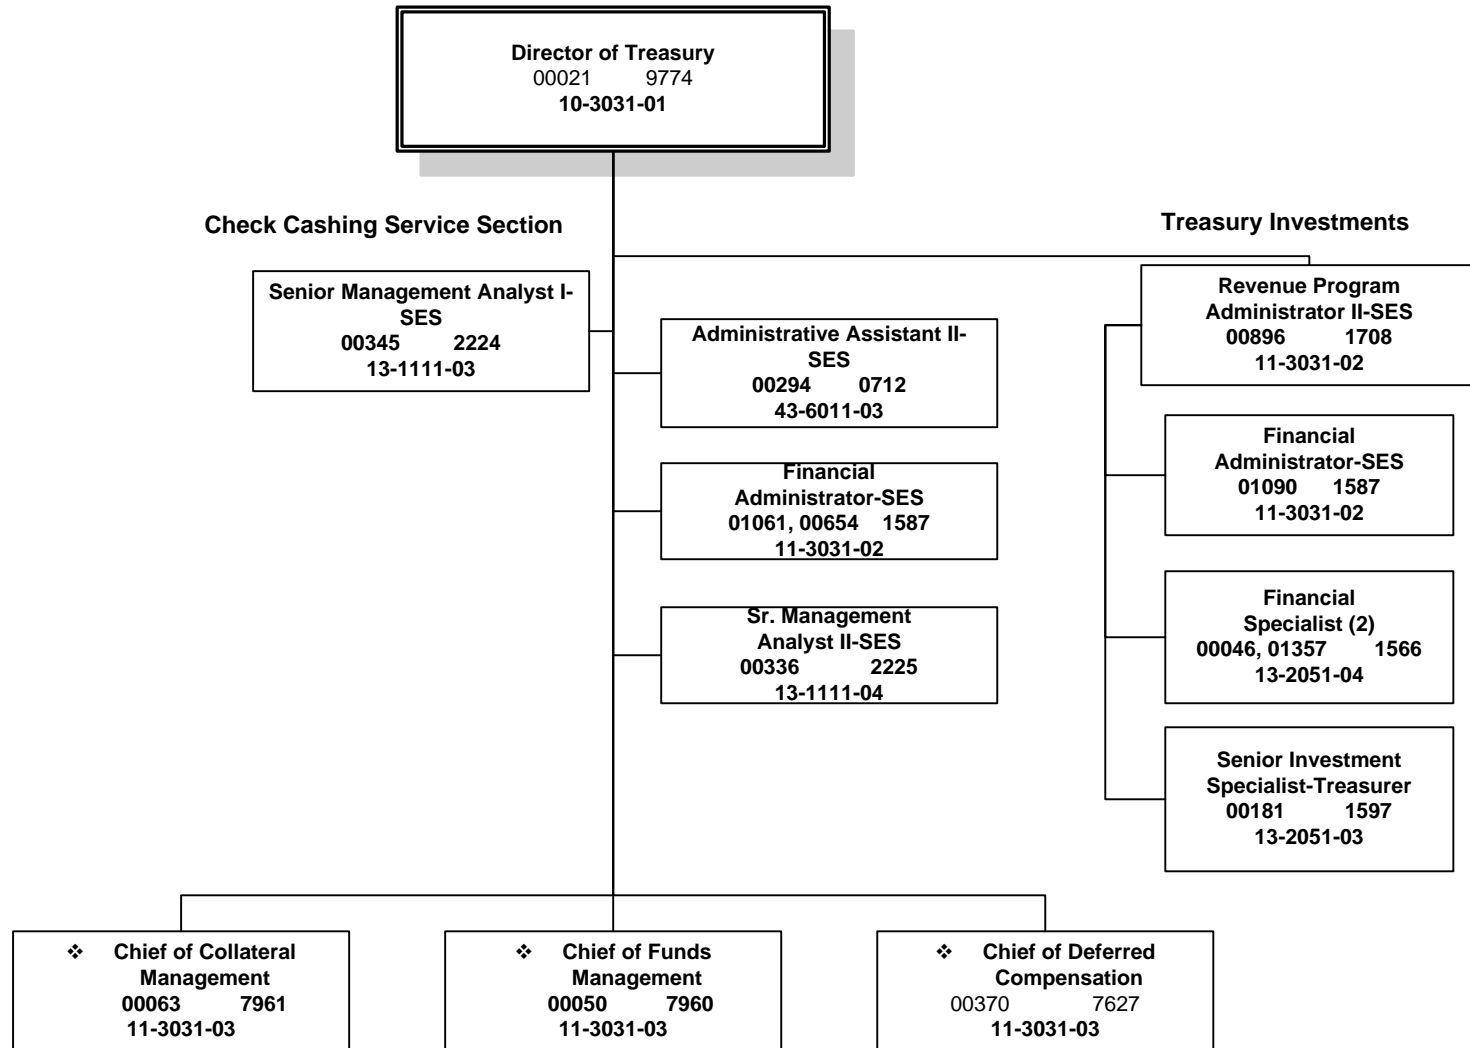 Director of Treasury
00021 9774
10-3031-01
Check Cashing Service Section
Treasury Investments
Senior Management Analyst I-
SES
00345 2224
13-1111-03
Administrative Assistant II-
SES
00294 0712
43-6011-03
Financial
Administrator-SES
01061, 00654 1587
11-3031-02
Sr. Management
Analyst II-SES
00336 2225
13-1111-04
Revenue Program
Administrator II-SES
00896 1708
11-3031-02
Financial
Administrator-SES
01090 1587
11-3031-02
Financial
Specialist (2)
00046, 01357 1566
13-2051-04
Senior Investment
Specialist-Treasurer
00181 1597
13-2051-03
❖ Chief of Collateral
Management
00063 7961
11-3031-03
❖ Chief of Funds
Management
00050 7960
11-3031-03
❖ Chief of Deferred
Compensation
00370 7627
11-3031-03